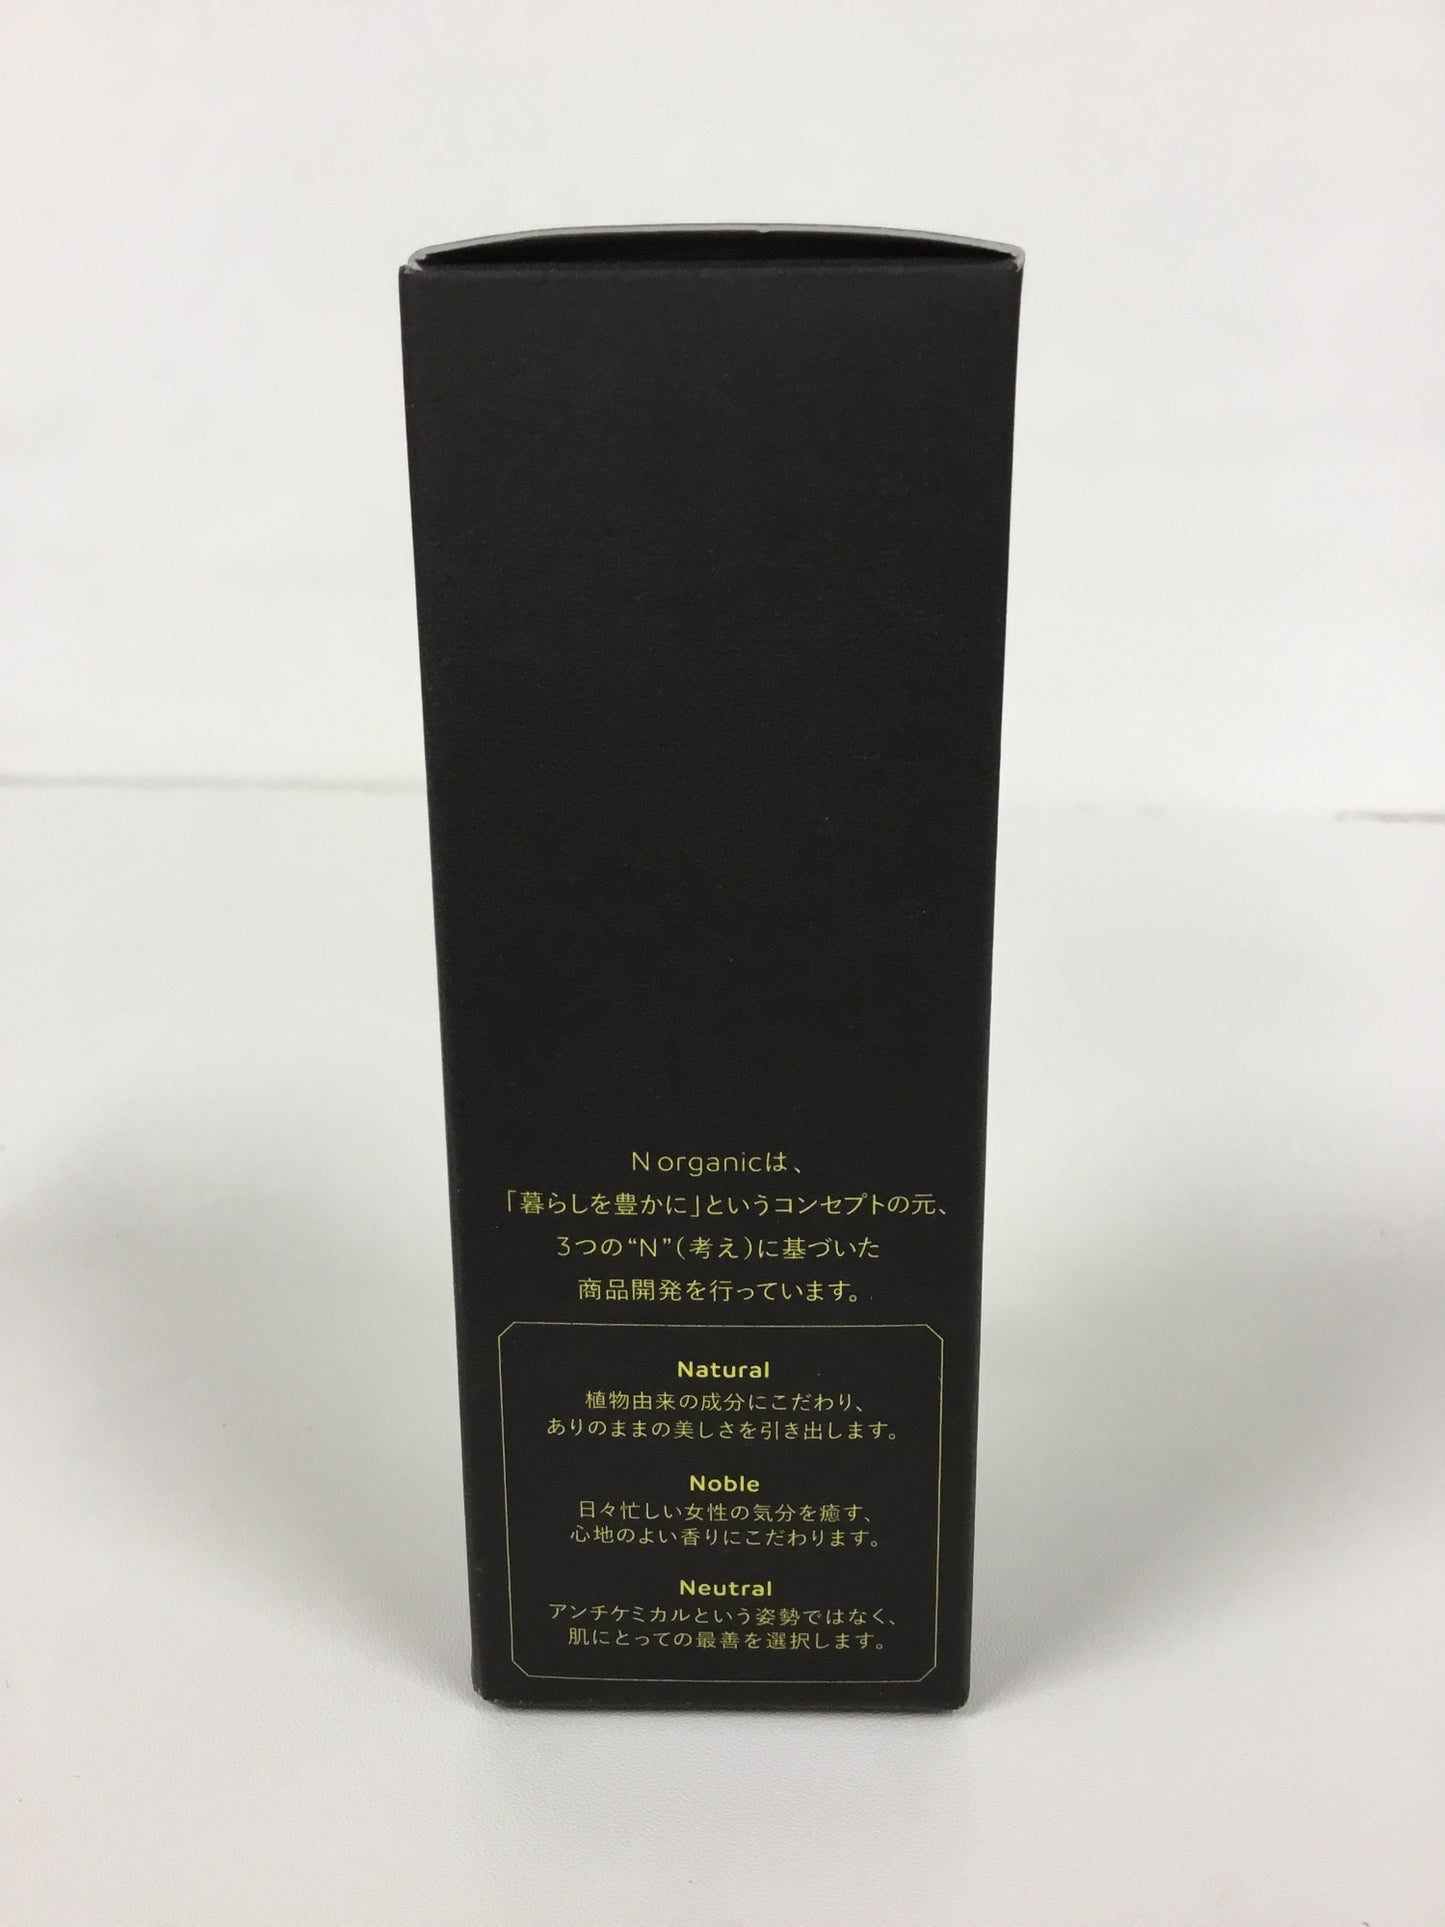 N organicは、
「暮らしを豊かに」というコンセプトの元、
3つの“N”(考え)に基づいた
商品開発を行っています。
Natural
植物由来の成分にこだわり、
ありのままの美しさを引き出します。
Noble
日々忙しい女性の気分を癒す、
心地のよい香りにこだわります。
Neutral
アンチケミカルという姿勢ではなく、
肌にとっての最善を選択します。